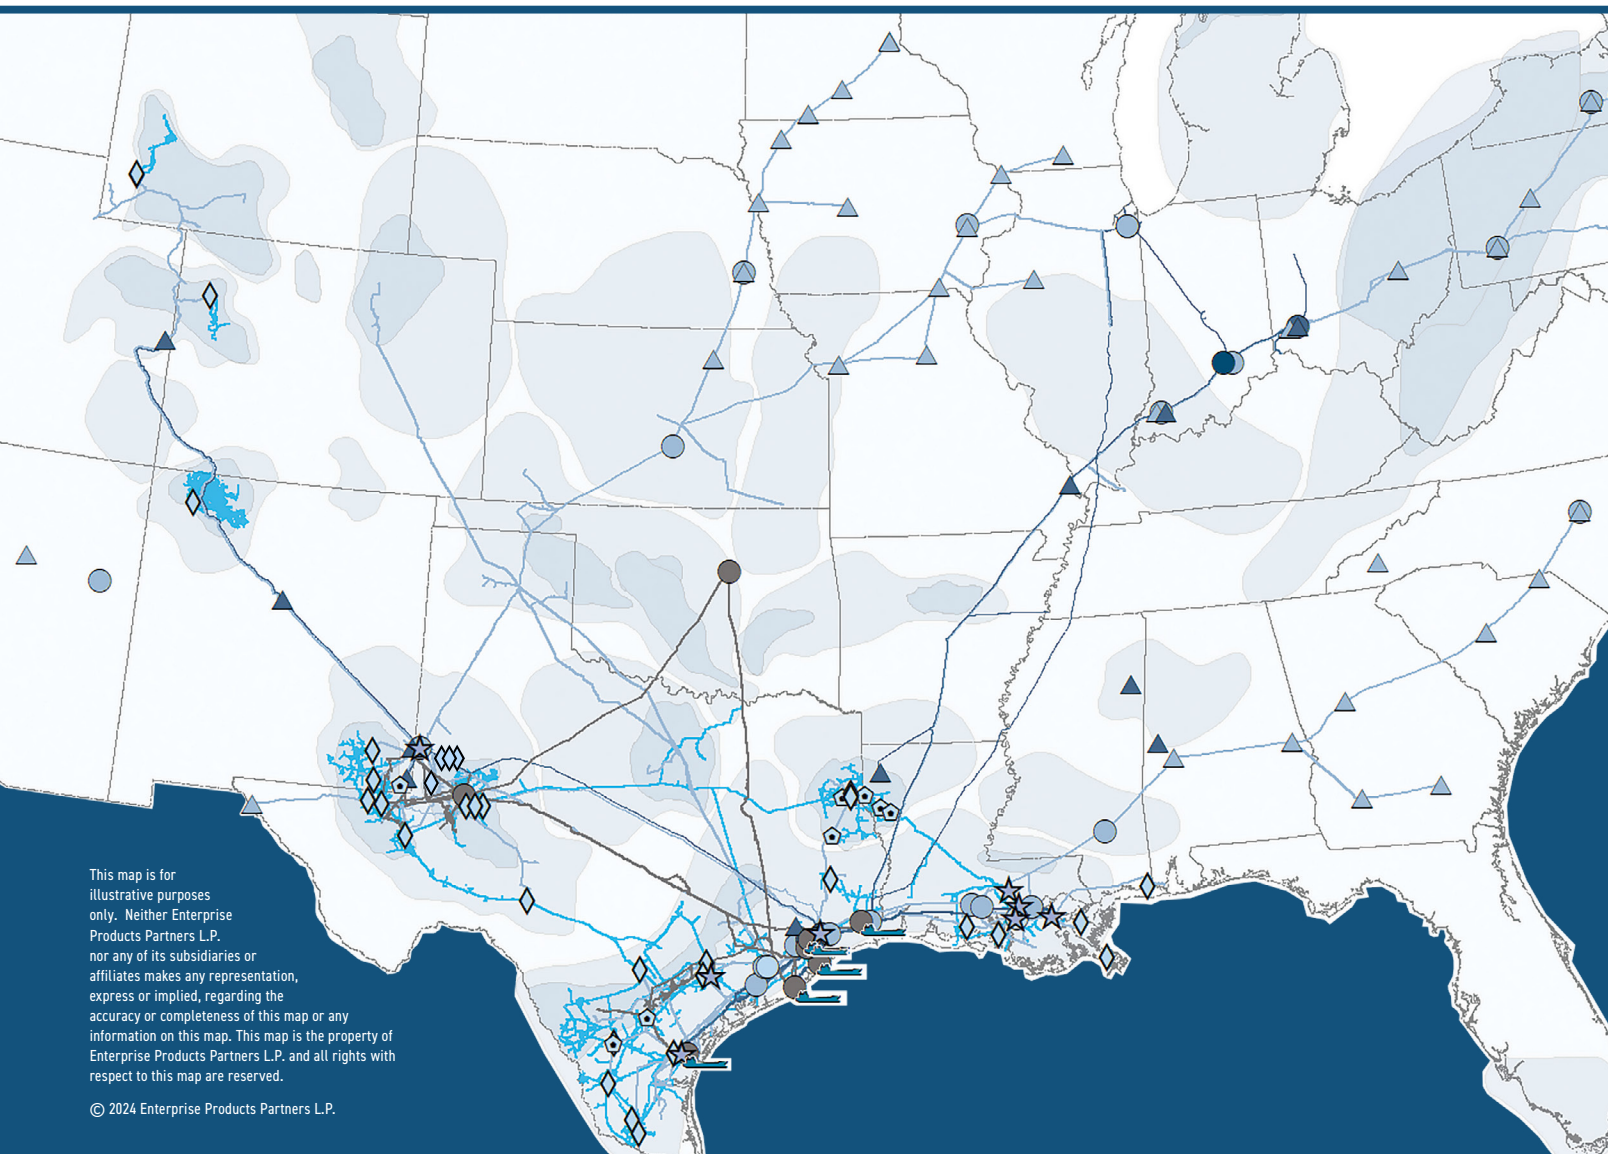 This map is for
illustrative purposes
only. Neither Enterprise
Products Partners L.P.
nor any of its subsidiaries or
affiliates makes any representation,
express or implied, regarding the
accuracy or completeness of this map or any
information on this map. This map is the property of
Enterprise Products Partners L.P. and all rights with
respect to this map are reserved.
© 2024 Enterprise Products Partners L.P.